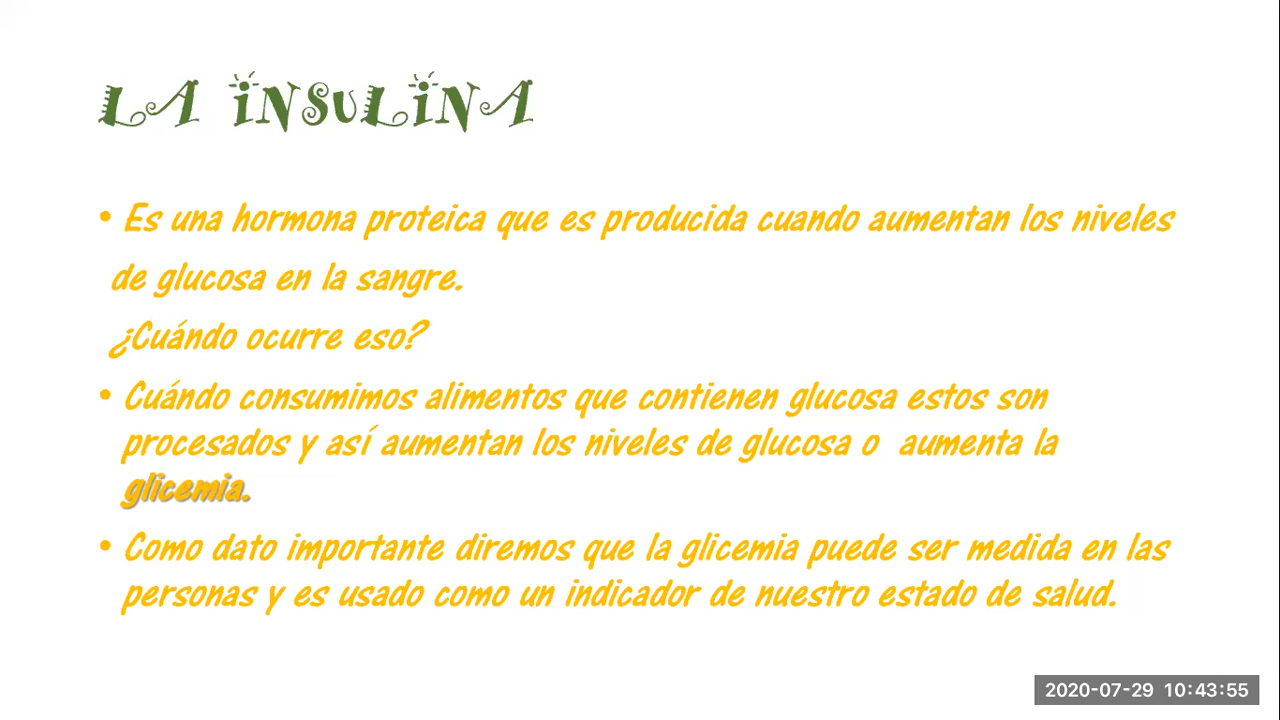 LA INSULINA
• Es una hormona proteica que es producida cuando aumentan los niveles
de glucosa en la sangre.
¿Cuándo ocurre eso?
• Cuándo consumimos alimentos que contienen glucosa estos son
procesados y así aumentan los niveles de glucosa o aumenta la
glicemia.
• Como dato importante diremos que la glicemia puede ser medida en las
personas y es usado como un indicador de nuestro estado de salud.
2020-07-29 10:43:55